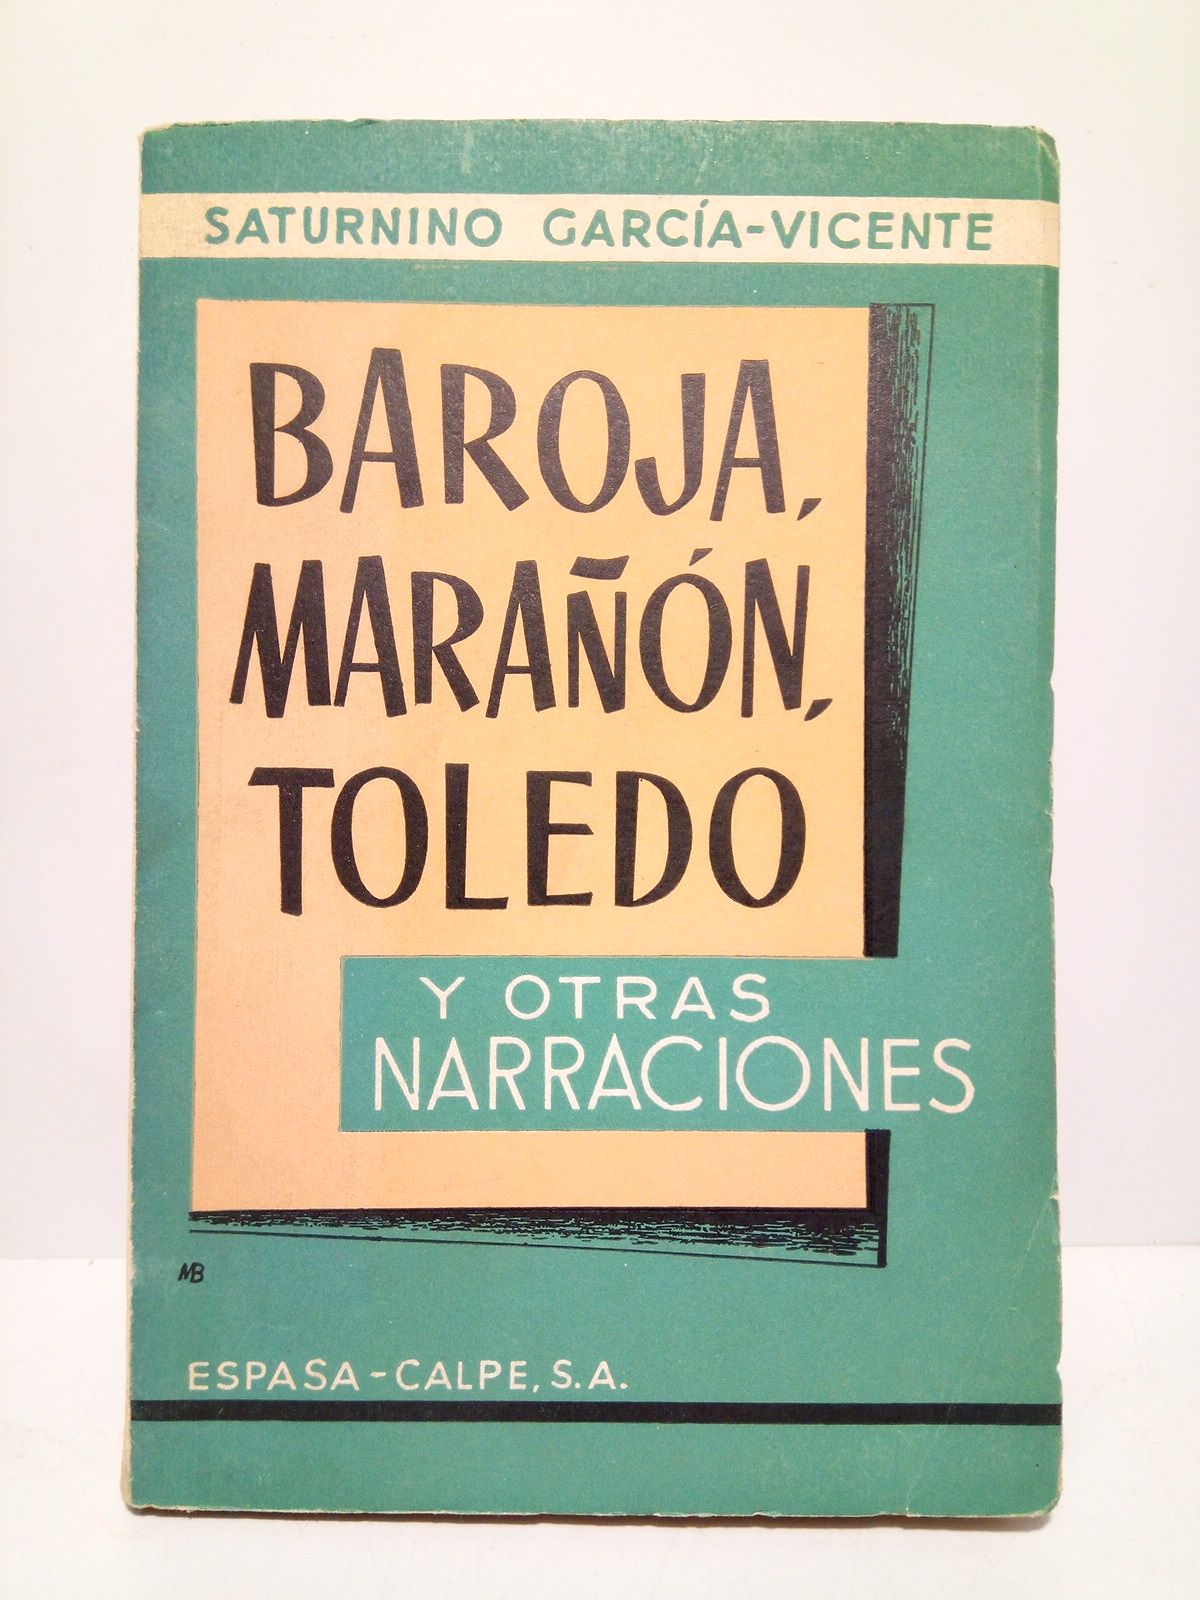 SATURNINO GARCÍA-VICENTE
BAROJA,
MARAÑÓN,
TOLEDO
Y OTRAS
NARRACIONES
MB
ESPASA-CALPE, S.A.